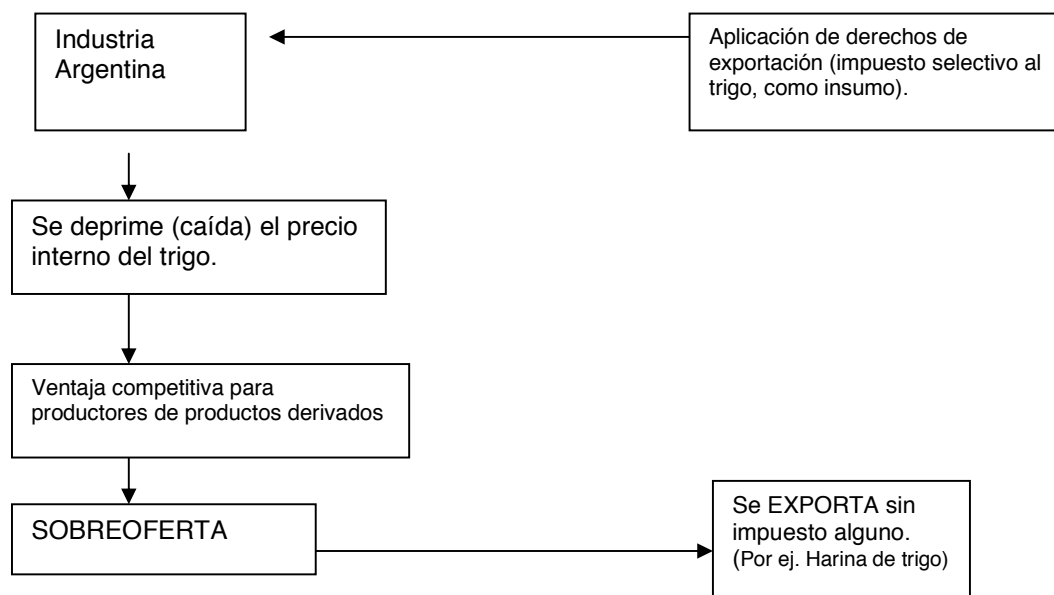 Industria
Argentina
Aplicación de derechos de
exportación (impuesto selectivo al
trigo, como insumo).
Se deprime (caída) el precio
interno del trigo.
Ventaja competitiva para
productores de productos derivados
SOBREOFERTA
Se EXPORTA sin
impuesto alguno.
(Por ej. Harina de trigo)